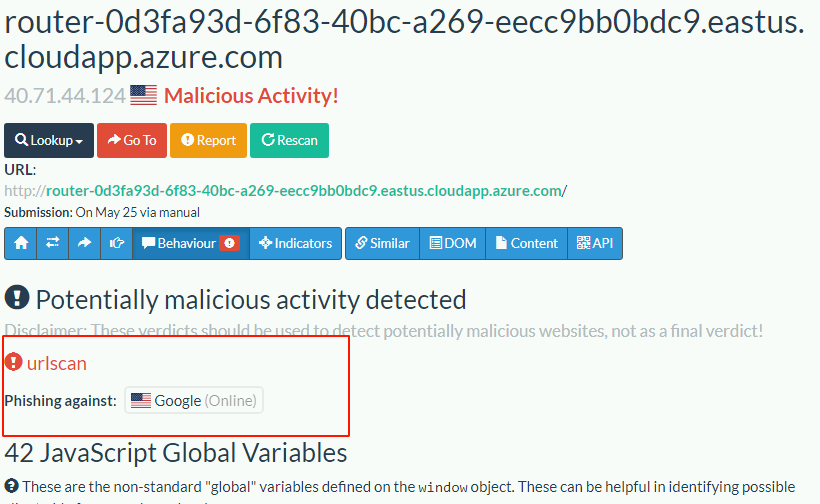 router-0d3fa93d-6f83-40bc-a269-eecc9bb0bdc9.eastus.
cloudapp.azure.com
40.71.44.124 Malicious Activity!
Lookup Go To Report Rescan
URL:
http://router-0d3fa93d-6f83-40bc-a269-eecc9bb0bdc9.eastus.cloudapp.azure.com/
Submission: On May 25 via manual
Behaviour Indicators Similar DOM Content API
Potentially malicious activity detected
Disclaimer: These verdicts should be used to detect potentially malicious websites, not as a final verdict!
urlscan
Phishing against: Google (Online)
42 JavaScript Global Variables
These are the non-standard "global" variables defined on the window object. These can be helpful in identifying possible